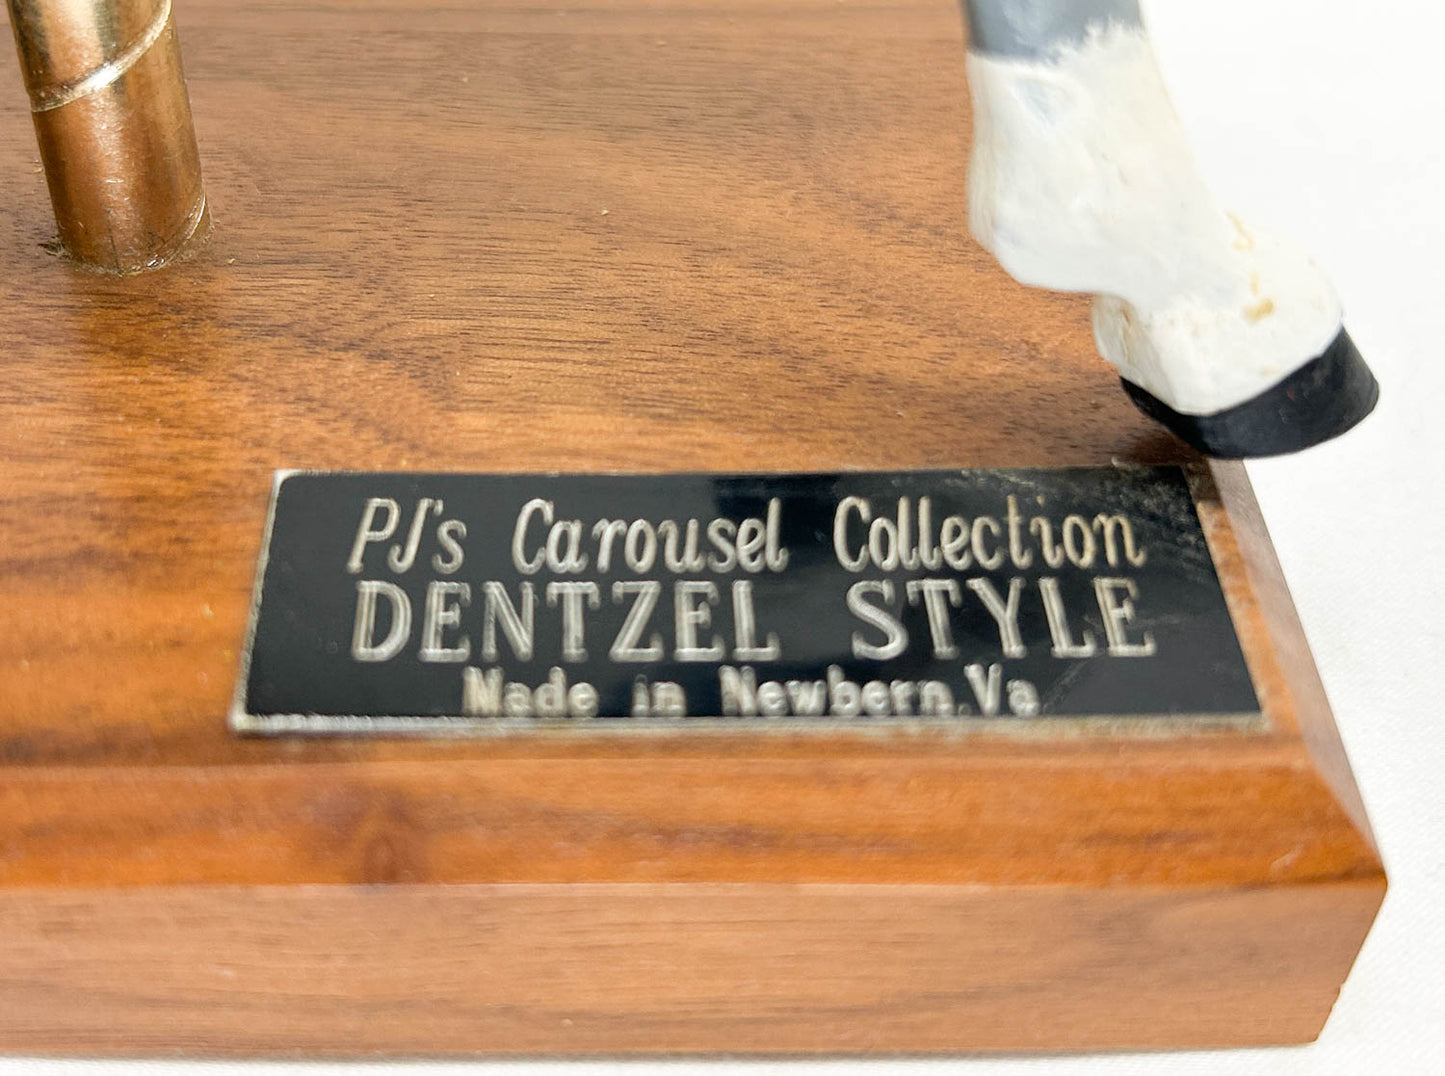 PJ's Carousel Collection
DENTZEL STYLE
Made in Newbern, Va